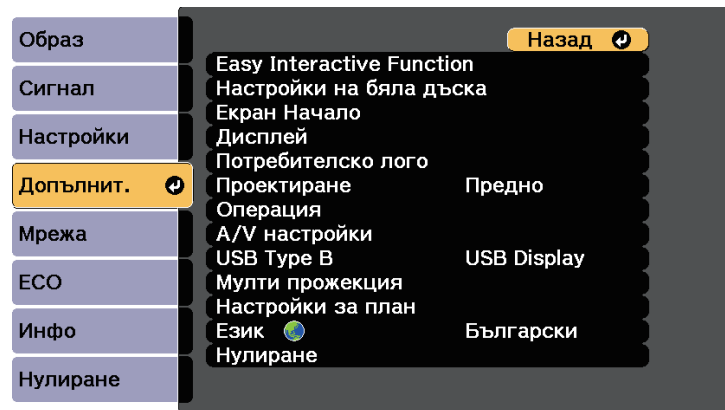 Образ
Сигнал
Настройки
Допълнит.
Мрежа
ECO
Инфо
Нулиране
Назад
Easy Interactive Function
Настройки на бяла дъска
Екран Начало
Дисплей
Потребителско лого
Проектиране Предно
Операция
A/V настройки
USB Type B USB Display
Мулти прожекция
Настройки за план
Език Български
Нулиране